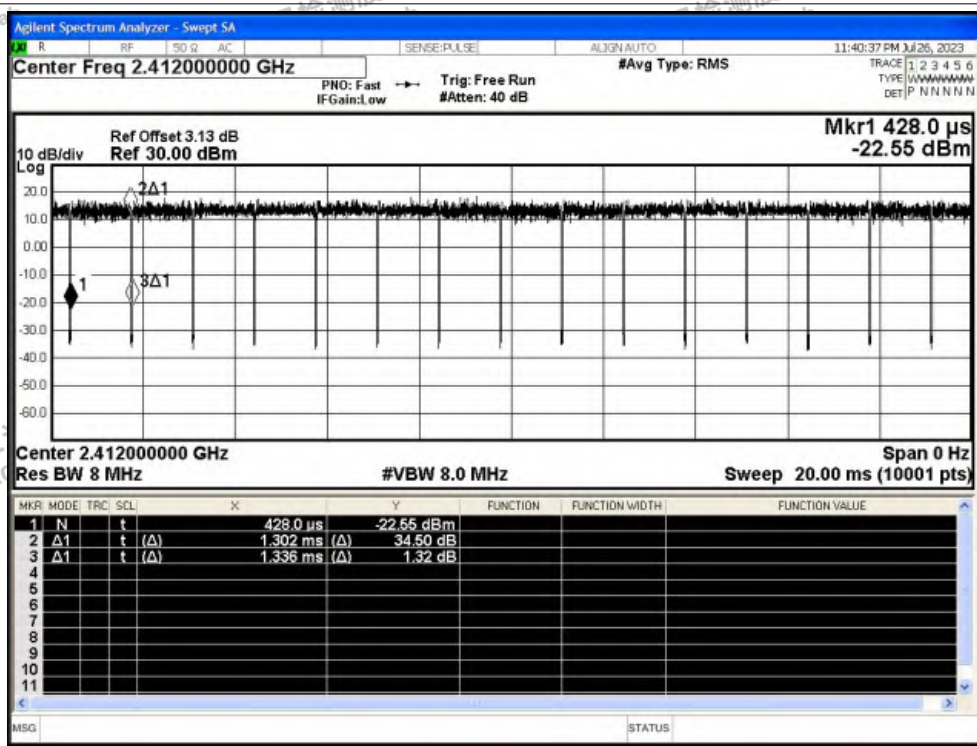 Agilent Spectrum Analyzer - Swept SA
LXI R RF 50 Ω AC SENSE:PULSE ALIGN AUTO 11:40:37 PM Jul 26, 2023
Center Freq 2.412000000 GHz #Avg Type: RMS TRACE 1 2 3 4 5 6
PNO: Fast Trig: Free Run TYPE WWWWWW
IFGain:Low #Atten: 40 dB DET P N N N N N
Mkr1 428.0 µs
Ref Offset 3.13 dB
10 dB/div Ref 30.00 dBm -22.55 dBm
Log
20.0
2Δ1
10.0
0.00
-10.0
1
3Δ1
-20.0
-30.0
-40.0
-50.0
-60.0
Center 2.412000000 GHz Span 0 Hz
Res BW 8 MHz #VBW 8.0 MHz Sweep 20.00 ms (10001 pts)
MKR MODE TRC SCL X Y FUNCTION FUNCTION WIDTH FUNCTION VALUE
1 N t 428.0 µs -22.55 dBm
2 Δ1 t (Δ) 1.302 ms (Δ) 34.50 dB
3 Δ1 t (Δ) 1.336 ms (Δ) 1.32 dB
4
5
6
7
8
9
10
11
MSG STATUS